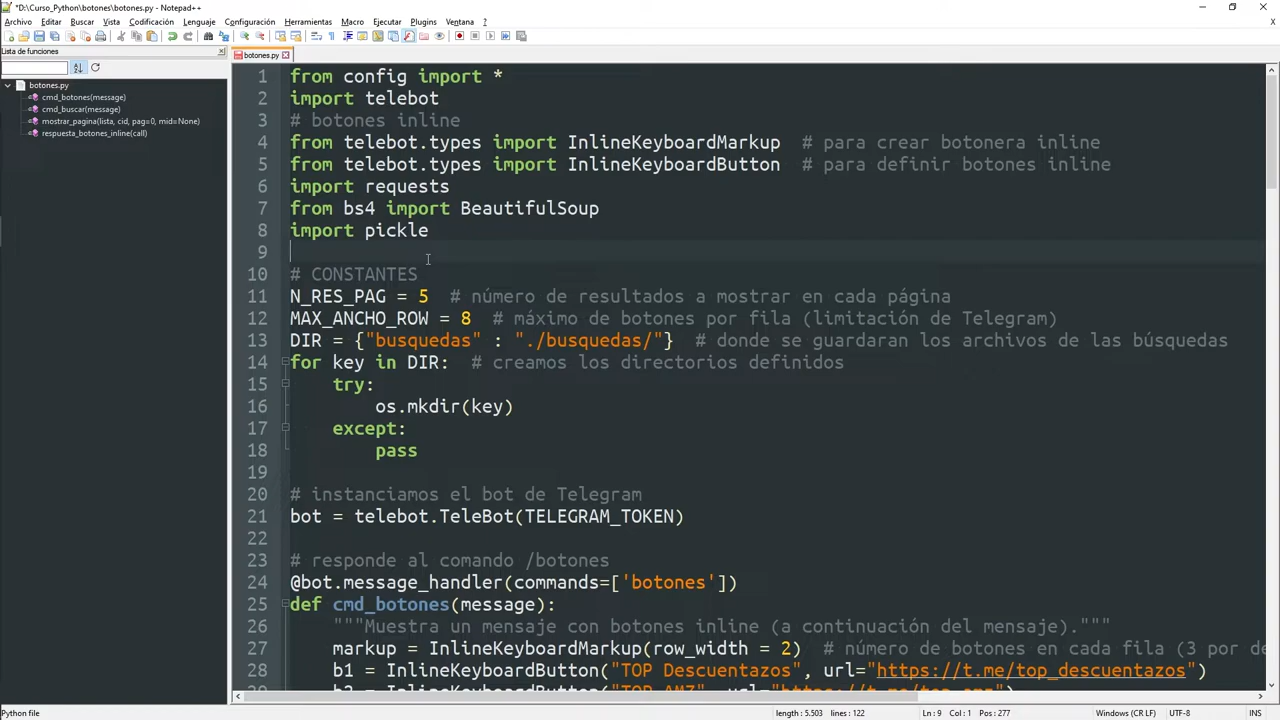 *D:\Curso_Python\botones\botones.py - Notepad++
Archivo Editar Buscar Vista Codificación Lenguaje Configuración Herramientas Macro Ejecutar Plugins Ventana ?
Lista de funciones
botones.py
botones.py
cmd_botones(message)
cmd_buscar(message)
mostrar_pagina(lista, cid, pag=0, mid=None)
respuesta_botones_inline(call)
1 from config import *
2 import telebot
3 # botones inline
4 from telebot.types import InlineKeyboardMarkup  # para crear botonera inline
5 from telebot.types import InlineKeyboardButton  # para definir botones inline
6 import requests
7 from bs4 import BeautifulSoup
8 import pickle
9
10 # CONSTANTES
11 N_RES_PAG = 5  # número de resultados a mostrar en cada página
12 MAX_ANCHO_ROW = 8  # máximo de botones por fila (limitación de Telegram)
13 DIR = {"busquedas" : "./busquedas/"}  # donde se guardaran los archivos de las búsquedas
14 for key in DIR:  # creamos los directorios definidos
15     try:
16         os.mkdir(key)
17     except:
18         pass
19
20 # instanciamos el bot de Telegram
21 bot = telebot.TeleBot(TELEGRAM_TOKEN)
22
23 # responde al comando /botones
24 @bot.message_handler(commands=['botones'])
25 def cmd_botones(message):
26     """Muestra un mensaje con botones inline (a continuación del mensaje)."""
27     markup = InlineKeyboardMarkup(row_width = 2)  # número de botones en cada fila (3 por de
28     b1 = InlineKeyboardButton("TOP Descuentazos", url="https://t.me/top_descuentazos")
Python file length : 5.503 lines : 122 Ln : 9 Col : 1 Pos : 277 Windows (CR LF) UTF-8 INS